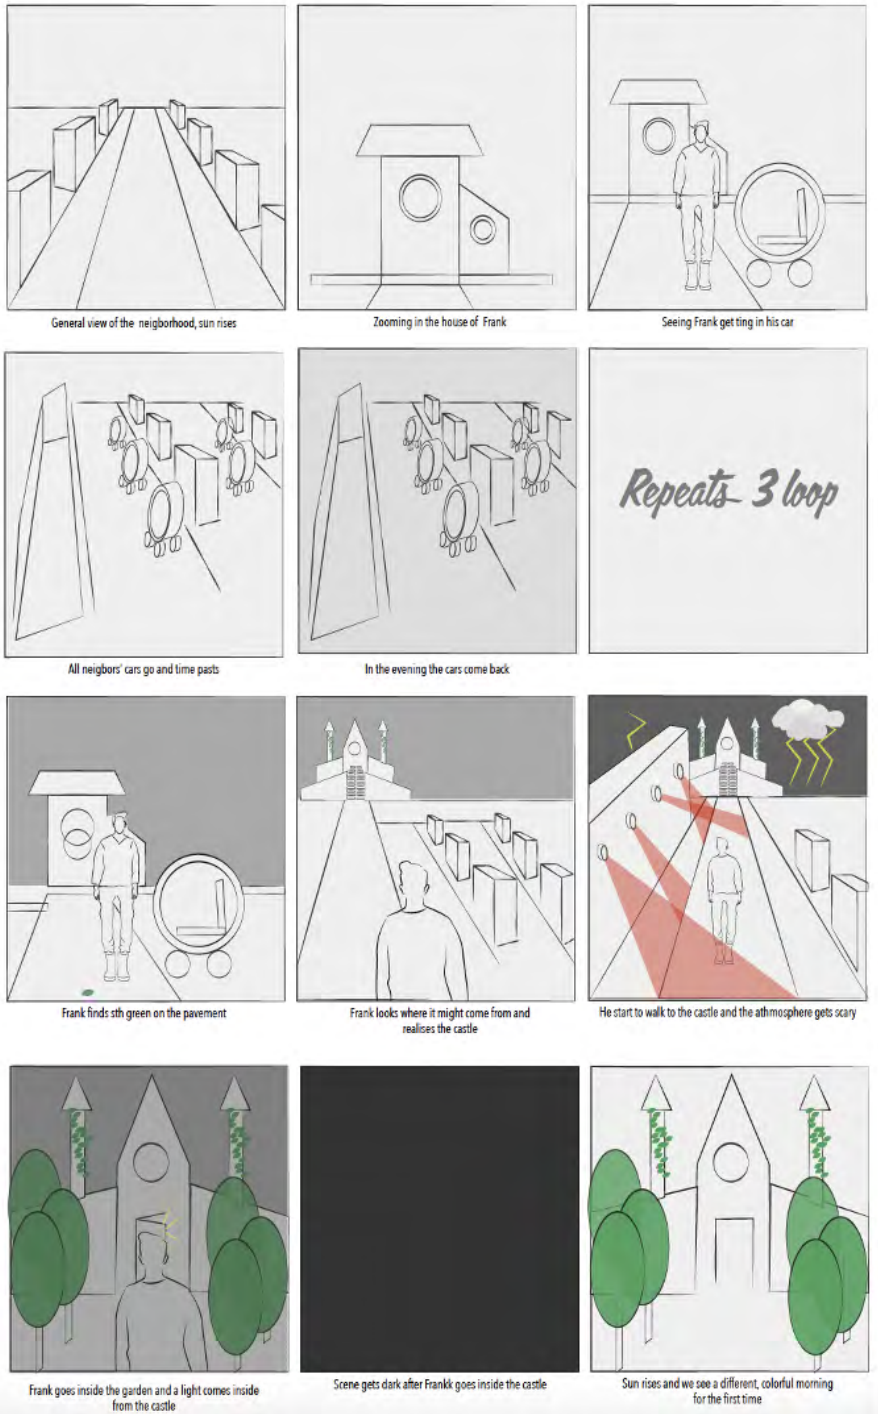 General view of the neigborhood, sun rises
Zooming in the house of Frank
Seeing Frank get ting in his car
All neigbors' cars go and time pasts
In the evening the cars come back
Repeats 3 loop
Frank finds sth green on the pavement
Frank looks where it might come from and
realises the castle
He start to walk to the castle and the athmosphere gets scary
Frank goes inside the garden and a light comes inside
from the castle
Scene gets dark after Frankk goes inside the castle
Sun rises and we see a different, colorful morning
for the first time